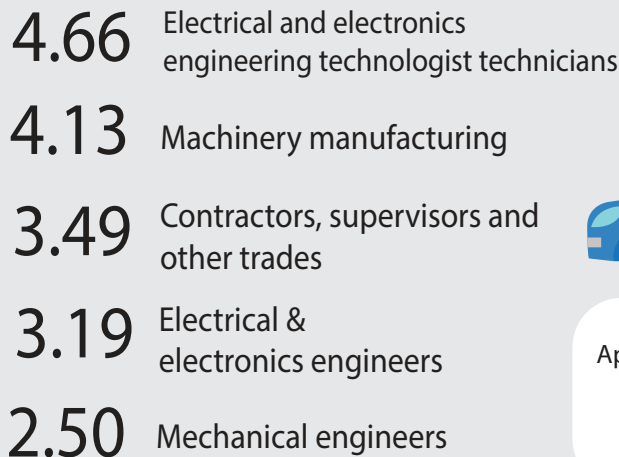 4.66 Electrical and electronics
engineering technologist technicians
4.13 Machinery manufacturing
3.49 Contractors, supervisors and
other trades
3.19 Electrical &
electronics engineers
2.50 Mechanical engineers